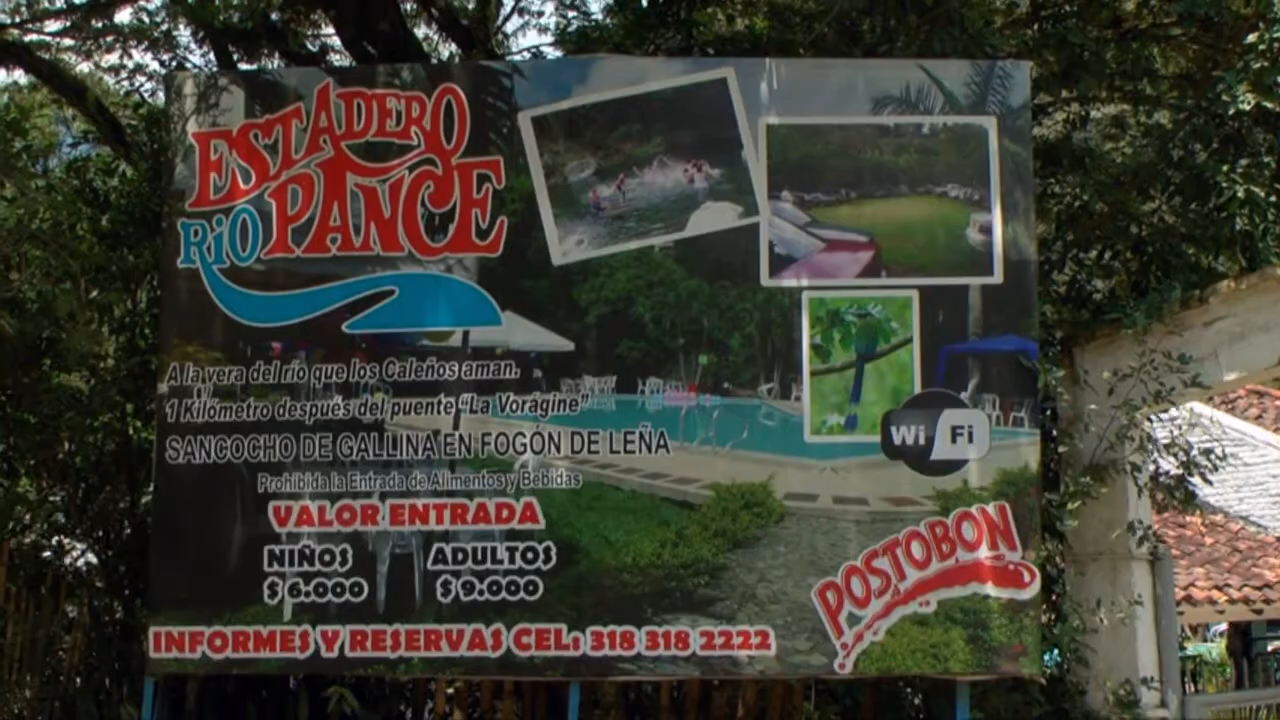 ESTADERO
RíO PANCE
A la vera del río que los Caleños aman.
1 Kilómetro después del puente "La Vorágine"
SANCOCHO DE GALLINA EN FOGÓN DE LEÑA
Prohibida la Entrada de Alimentos y Bebidas
VALOR ENTRADA
NIÑOS ADULTOS
$ 6.000 $ 9.000
INFORMES Y RESERVAS CEL: 318 318 2222
Wi Fi
POSTOBON